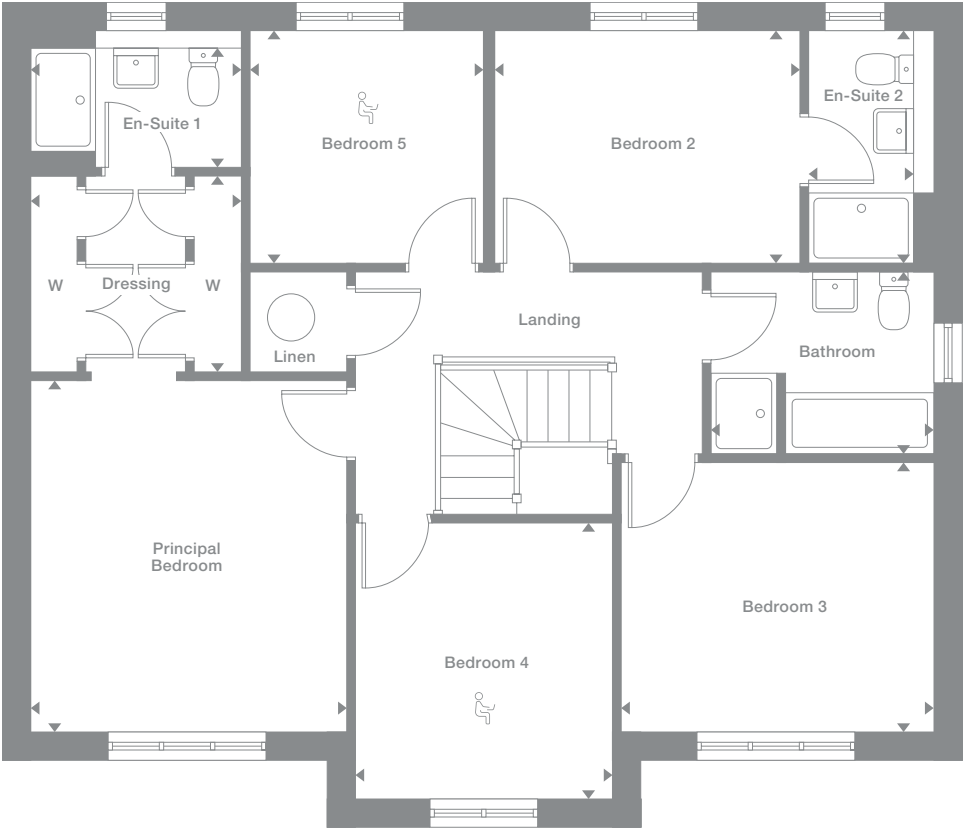 En-Suite 1
Bedroom 5
Bedroom 2
En-Suite 2
W
Dressing
W
Linen
Landing
Bathroom
Principal
Bedroom
Bedroom 4
Bedroom 3